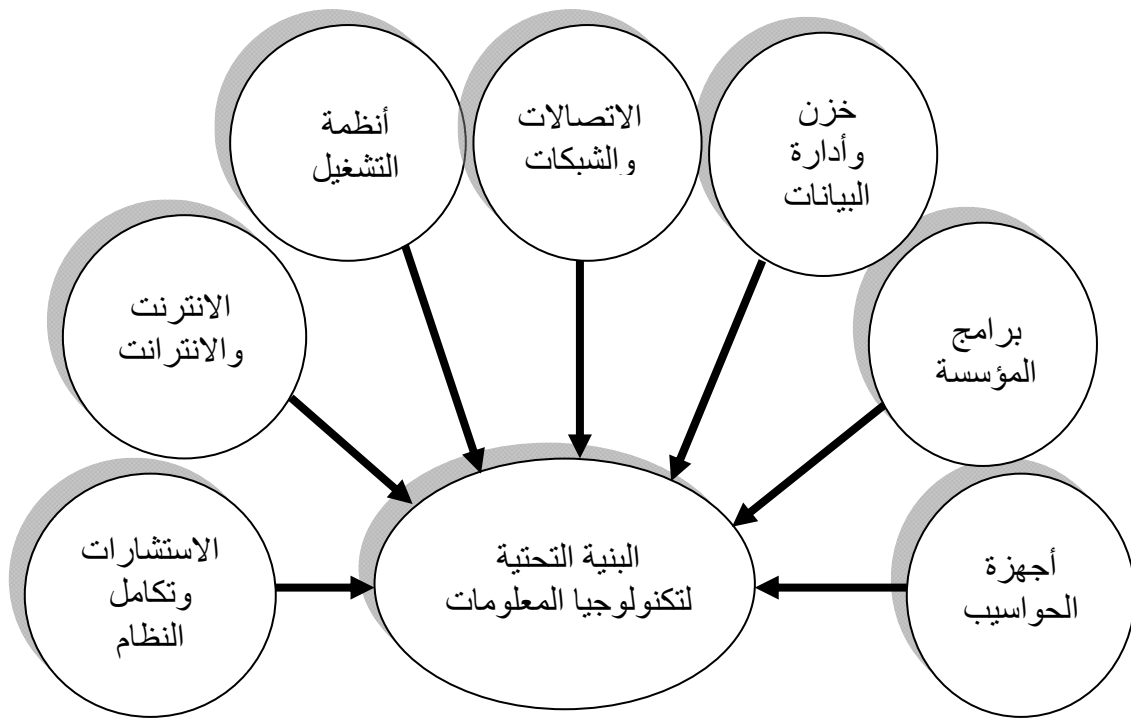 خزن
وأدارة
البيانات
الاتصالات
والشبكات
أنظمة
التشغيل
برامج
المؤسسة
الانترنت
والانترانت
أجهزة
الحواسيب
البنية التحتية
لتكنولوجيا المعلومات
الاستشارات
وتكامل
النظام